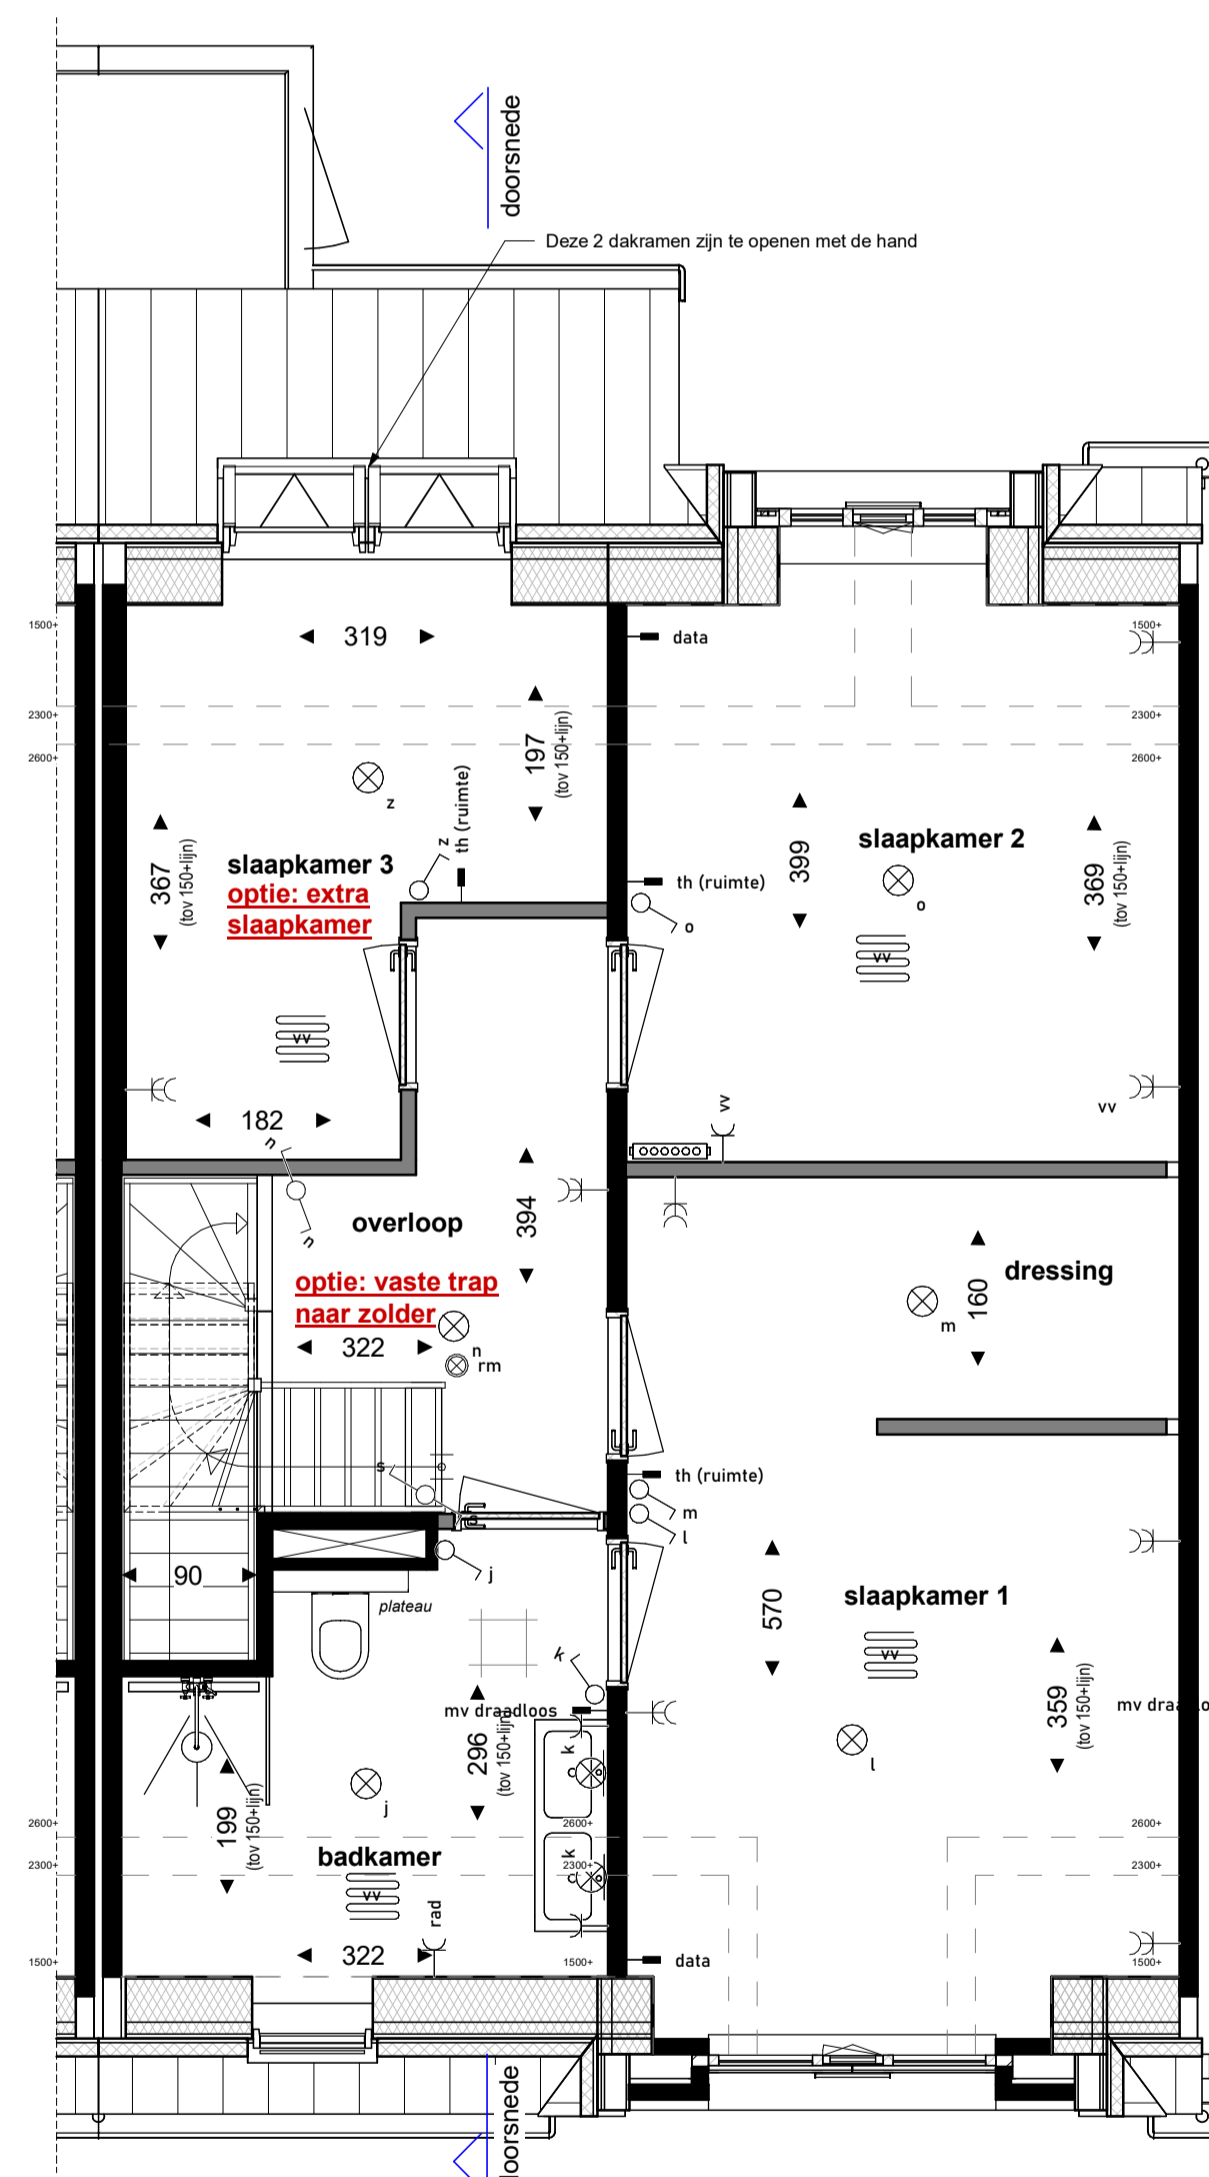 doorsnede
Deze 2 dakramen zijn te openen met de hand
1500+
319
data
1500+
2300+
2300+
2600+
2600+
197
(tov 150+lijn)
z
z
th (ruimte)
367
(tov 150+lijn)
slaapkamer 3
optie: extra
slaapkamer
399
slaapkamer 2
369
(tov 150+lijn)
th (ruimte)
o
o
vv
vv
182
vv
vv
n
n
overloop
394
optie: vaste trap
naar zolder
322
n
rm
dressing
160
m
s
s
th (ruimte)
m
l
90
j
plateau
570
slaapkamer 1
vv
k
mv draadloos
296
(tov 150+lijn)
359
(tov 150+lijn)
mv draadlo
k
l
j
199
(tov 150+lijn)
2600+
2600+
2600+
badkamer
k
2300+
2300+
2300+
vv
rad
322
1500+
1500+
data
1500+
doorsnede